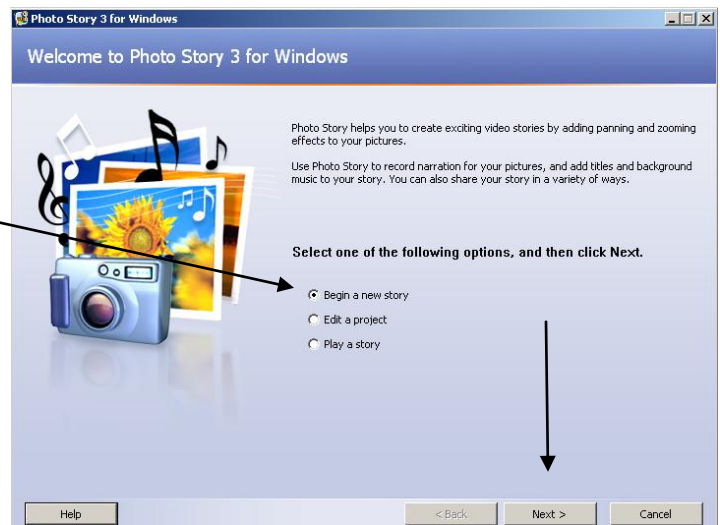 Photo Story 3 for Windows
Welcome to Photo Story 3 for Windows
Photo Story helps you to create exciting video stories by adding panning and zooming
effects to your pictures.
Use Photo Story to record narration for your pictures, and add titles and background
music to your story. You can also share your story in a variety of ways.
Select one of the following options, and then click Next.
Begin a new story
Edit a project
Play a story
Help
< Back
Next >
Cancel